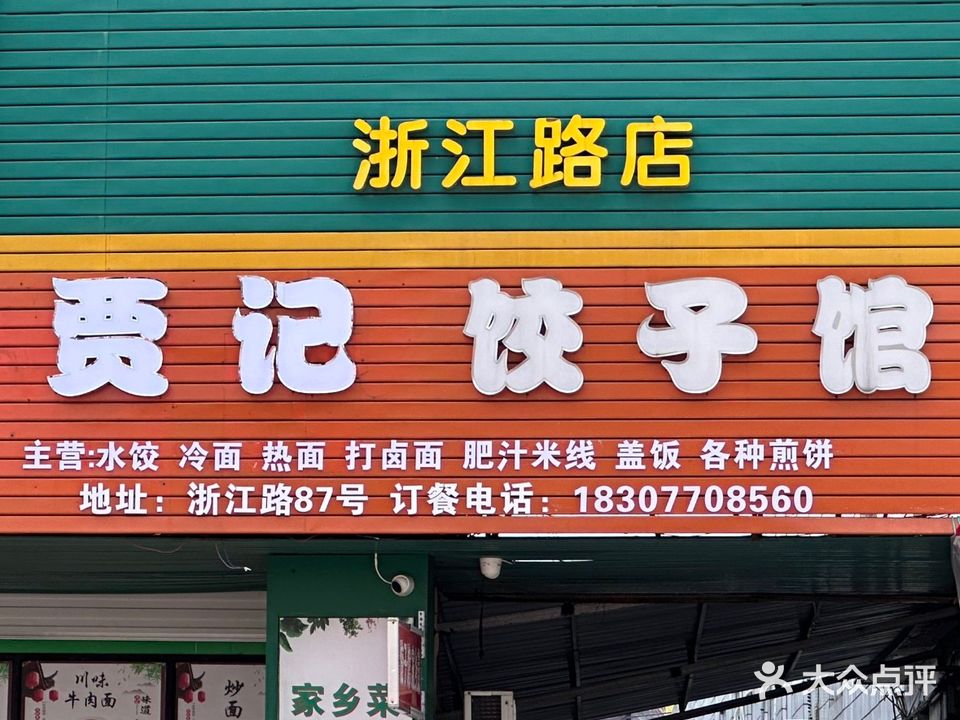 浙江路店
贾记 饺子馆
主营:水饺 冷面 热面 打卤面 肥汁米线 盖饭 各种煎饼
地址：浙江路87号 订餐电话：18307708560
川味
牛肉面
味道
炒
面
家乡菜
大众点评